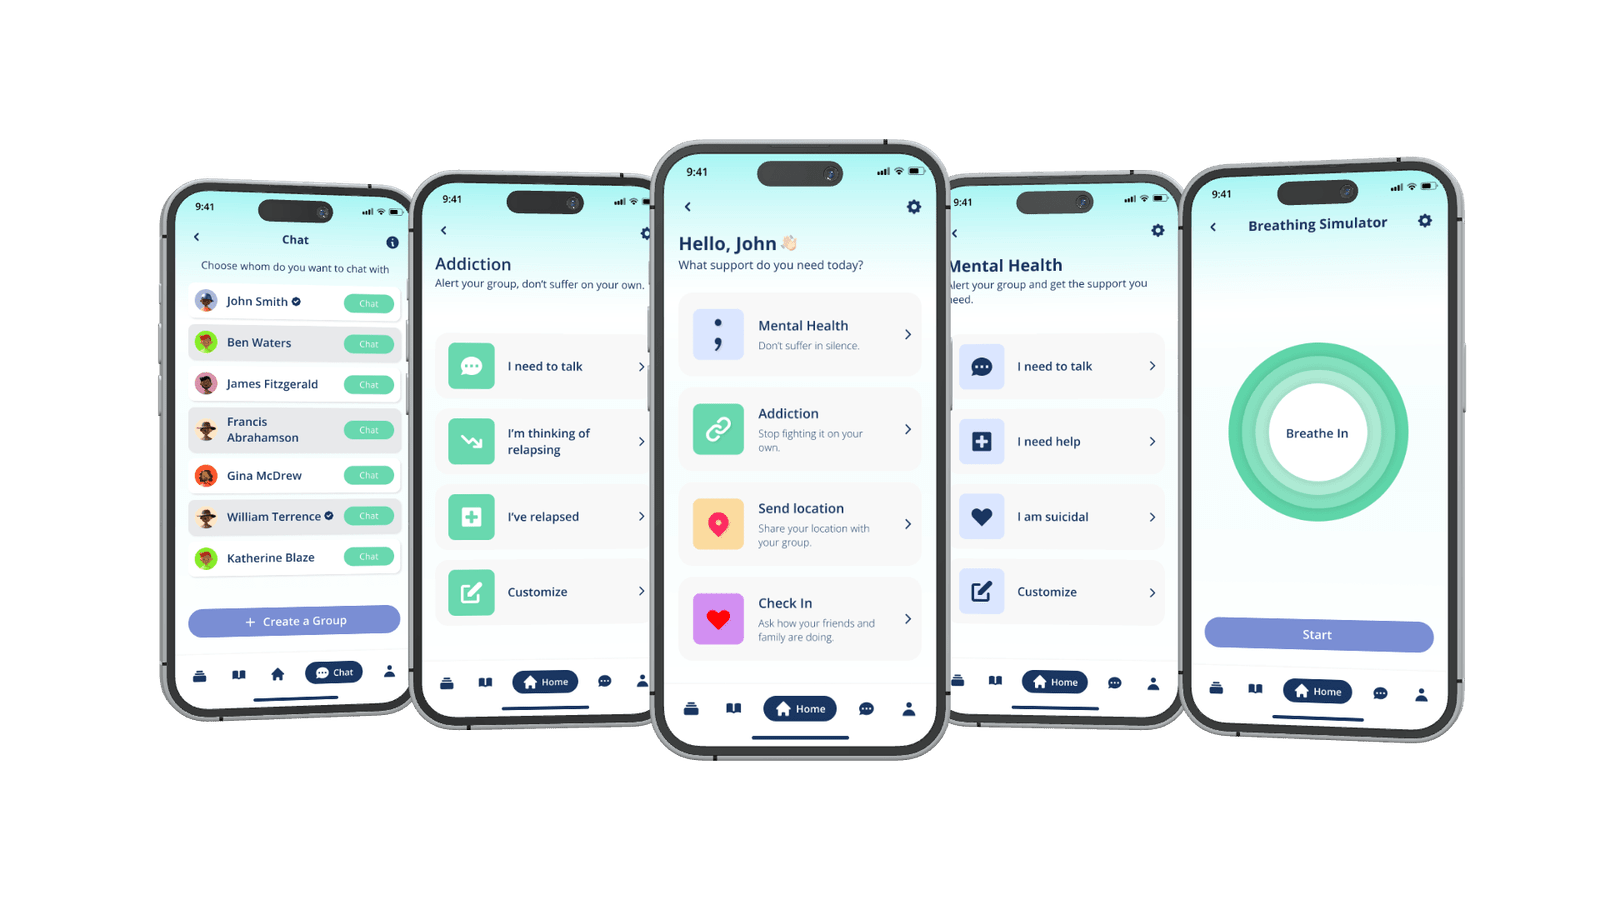 9:41
Chat
Choose whom do you want to chat with
John Smith
Chat
Ben Waters
Chat
James Fitzgerald
Chat
Francis
Abrahamson
Chat
Gina McDrew
Chat
William Terrence
Chat
Katherine Blaze
Chat
+ Create a Group
Chat
9:41
Addiction
Alert your group, don't suffer on your own.
I need to talk
I'm thinking of
relapsing
I've relapsed
Customize
Home
9:41
Hello, John 👋🏻
What support do you need today?
Mental Health
Don't suffer in silence.
Addiction
Stop fighting it on your
own.
Send location
Share your location with
your group.
Check In
Ask how your friends and
family are doing.
Home
9:41
Mental Health
Alert your group and get the support you
need.
I need to talk
I need help
I am suicidal
Customize
Home
9:41
Breathing Simulator
Breathe In
Start
Home